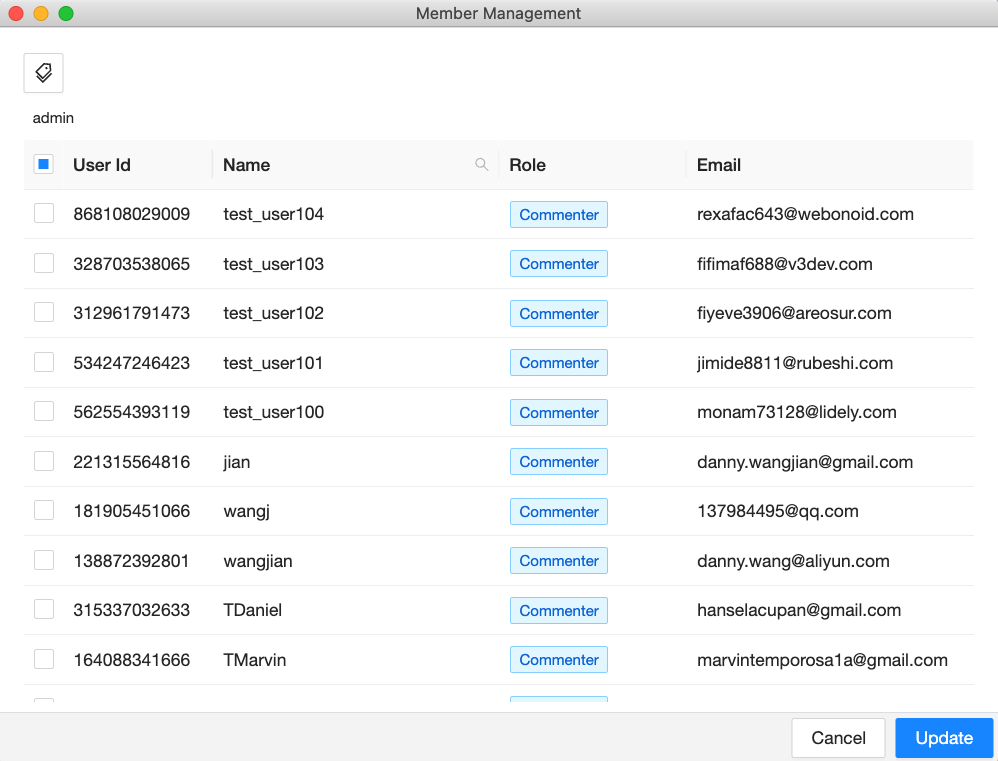 Member Management
admin
User Id Name Role Email
868108029009 test_user104 Commenter rexafac643@webonoid.com
328703538065 test_user103 Commenter fifimaf688@v3dev.com
312961791473 test_user102 Commenter fiyeve3906@areosur.com
534247246423 test_user101 Commenter jimide8811@rubeshi.com
562554393119 test_user100 Commenter monam73128@lidely.com
221315564816 jian Commenter danny.wangjian@gmail.com
181905451066 wangj Commenter 137984495@qq.com
138872392801 wangjian Commenter danny.wang@aliyun.com
315337032633 TDaniel Commenter hanselacupan@gmail.com
164088341666 TMarvin Commenter marvintemporosa1a@gmail.com
Cancel Update